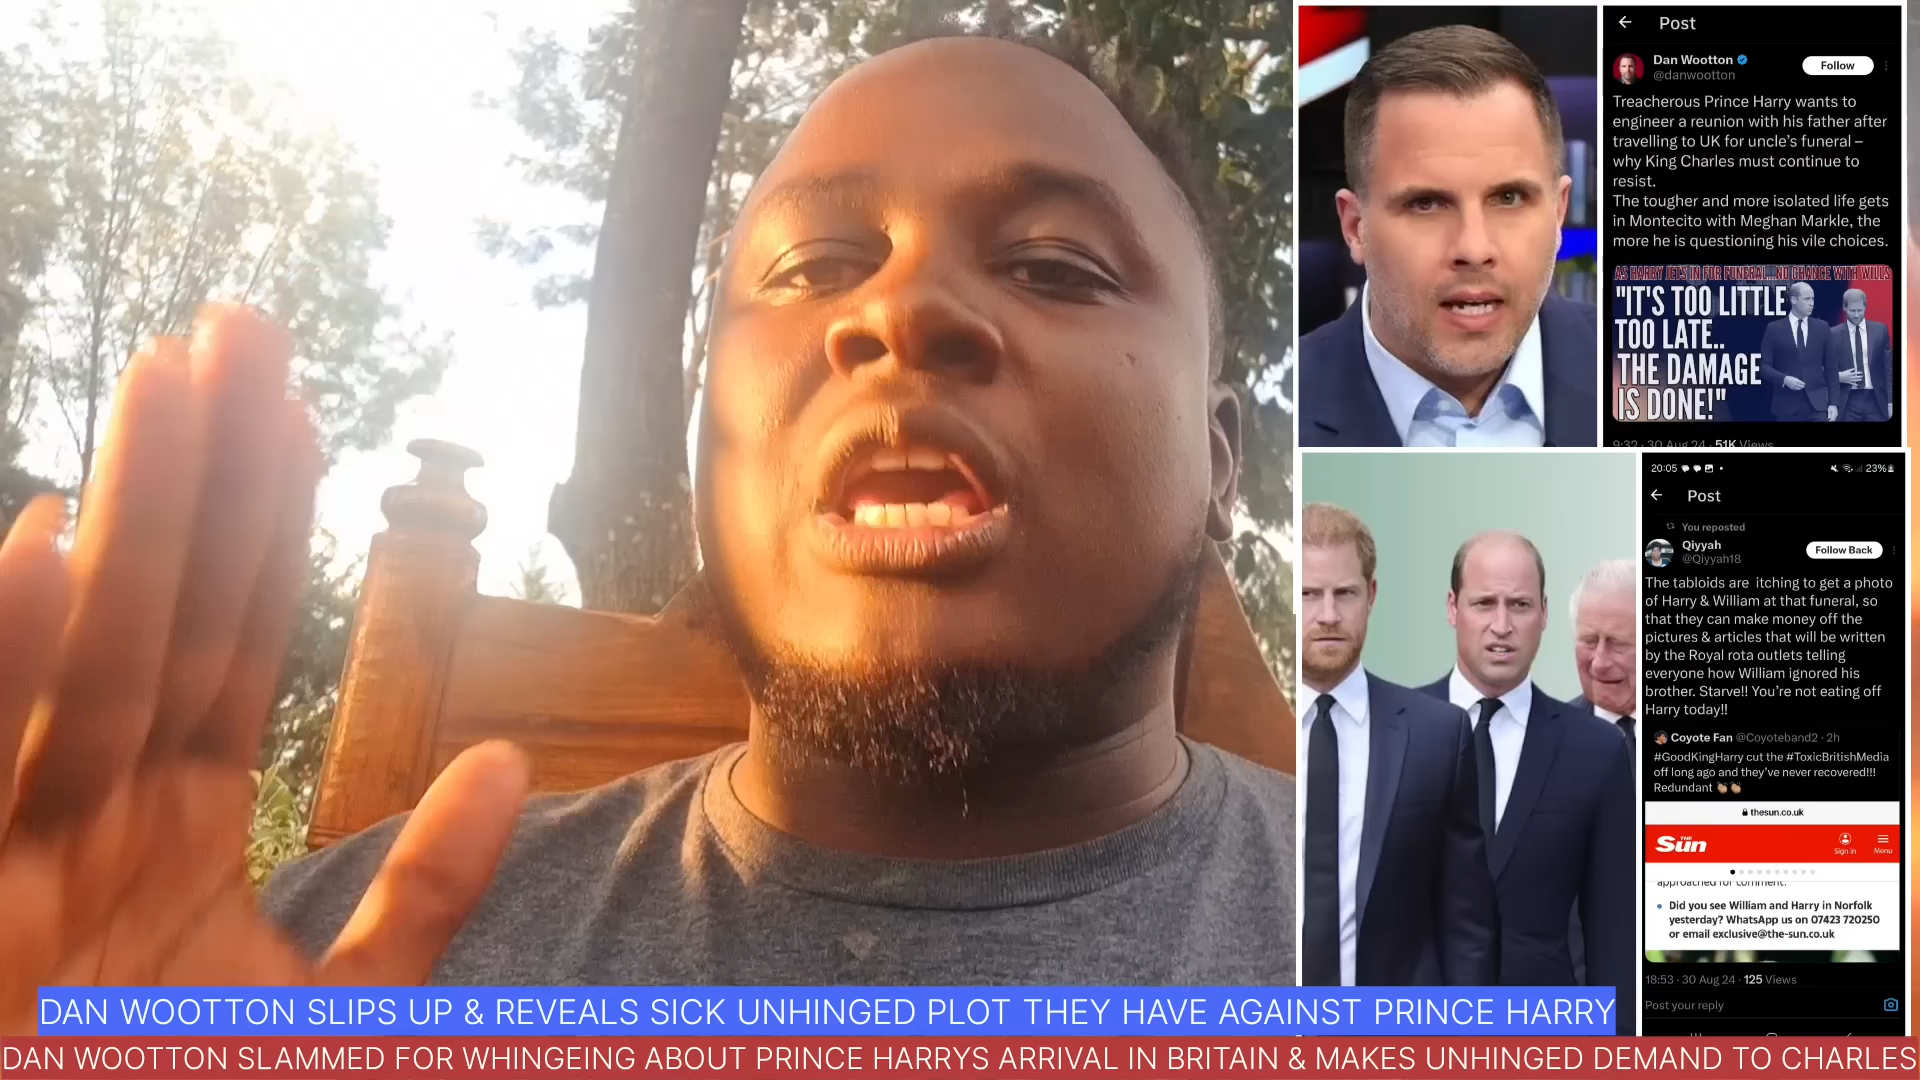 Post
Dan Wootton
@danwootton
Follow
Treacherous Prince Harry wants to
engineer a reunion with his father after
travelling to UK for uncle's funeral –
why King Charles must continue to
resist.
The tougher and more isolated life gets
in Montecito with Meghan Markle, the
more he is questioning his vile choices.
AS HARRY JETS IN FOR FUNERAL...NO CHANCE WITH WILLS
"IT'S TOO LITTLE
TOO LATE..
THE DAMAGE
IS DONE!"
9:32 · 30 Aug 24 · 51K Views
20:05
23%
Post
You reposted
Qiyyah
@Qiyyah18
Follow Back
The tabloids are itching to get a photo
of Harry & William at that funeral, so
that they can make money off the
pictures & articles that will be written
by the Royal rota outlets telling
everyone how William ignored his
brother. Starve!! You're not eating off
Harry today!!
Coyote Fan @Coyoteband2 · 2h
#GoodKingHarry cut the #ToxicBritishMedia
off long ago and they've never recovered!!!
Redundant 👏🏽👏🏽
thesun.co.uk
THE Sun
Sign in
Menu
approached for comment.
• Did you see William and Harry in Norfolk
yesterday? WhatsApp us on 07423 720250
or email exclusive@the-sun.co.uk
18:53 · 30 Aug 24 · 125 Views
Post your reply
DAN WOOTTON SLIPS UP & REVEALS SICK UNHINGED PLOT THEY HAVE AGAINST PRINCE HARRY
DAN WOOTTON SLAMMED FOR WHINGEING ABOUT PRINCE HARRYS ARRIVAL IN BRITAIN & MAKES UNHINGED DEMAND TO CHARLES